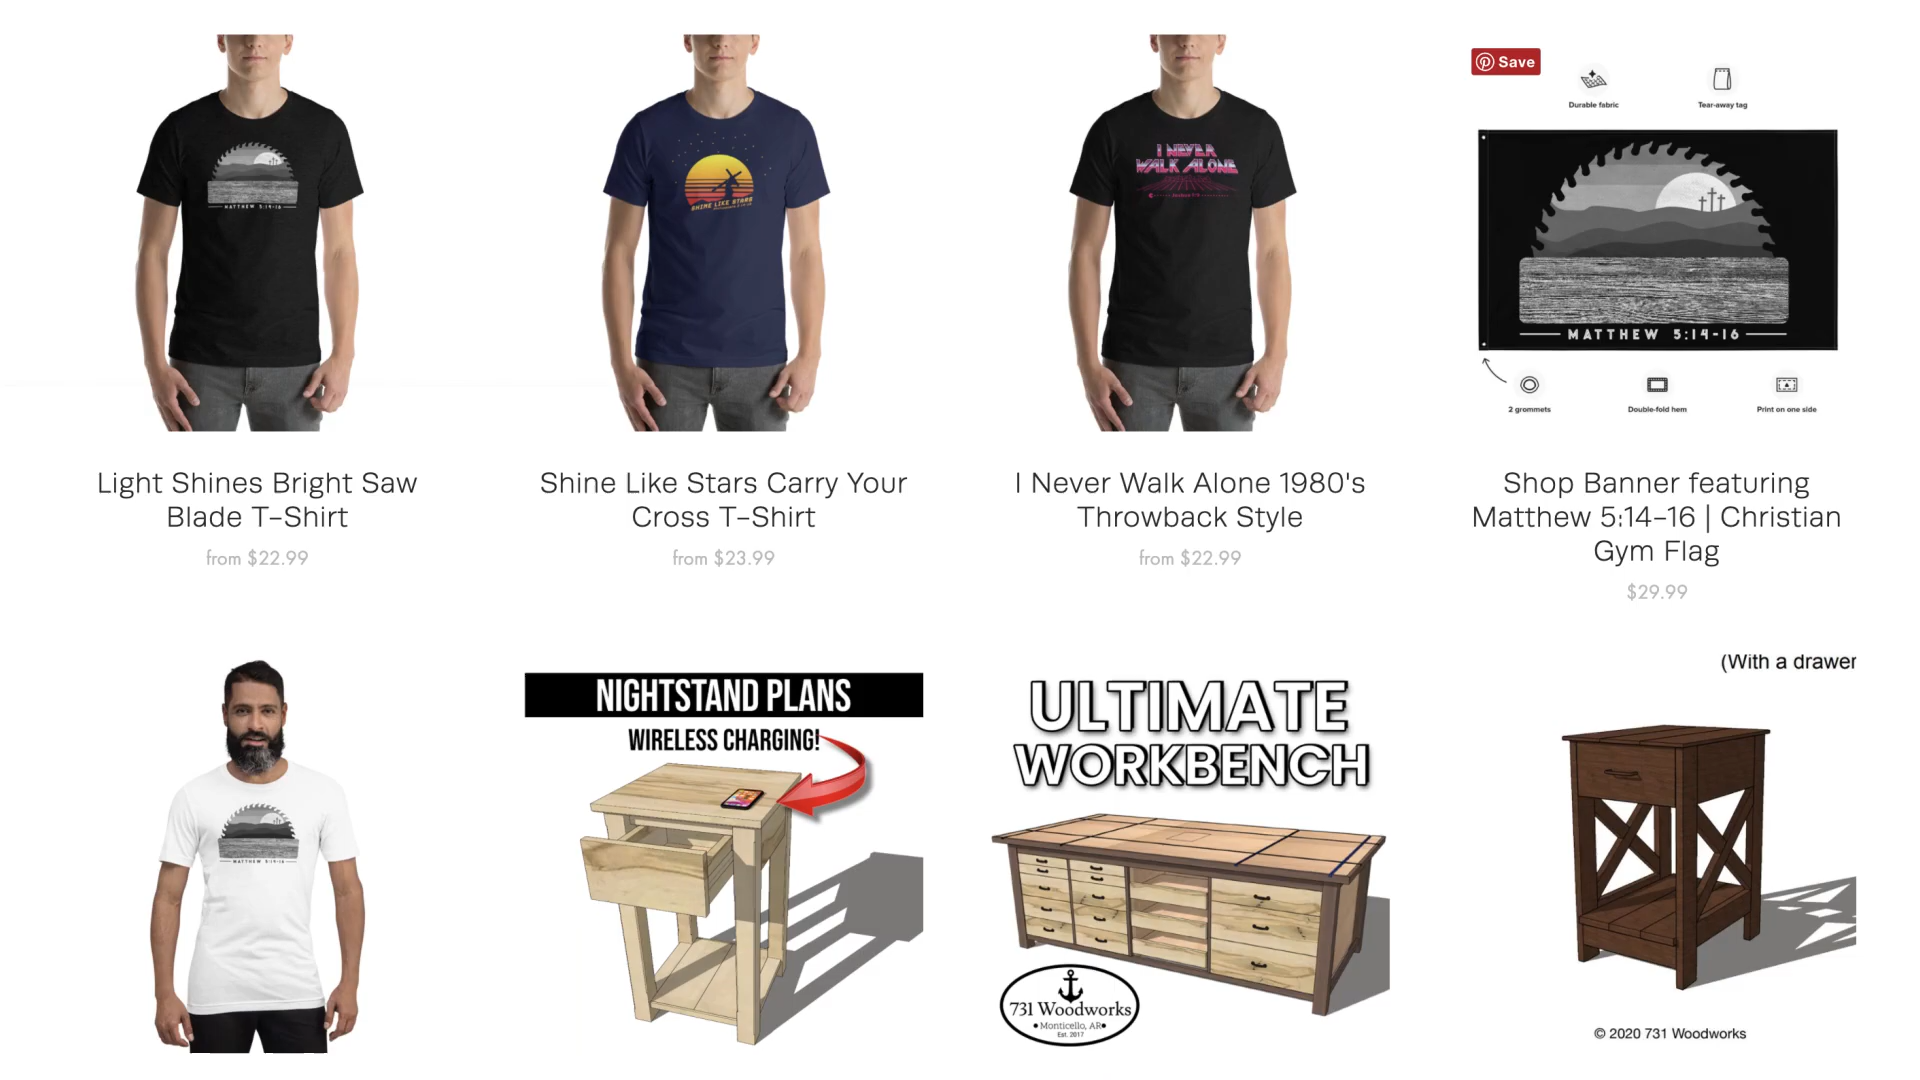 MATTHEW 5:14-16
SHINE LIKE STARS
I NEVER
WALK ALONE
Save
Durable fabric
Tear-away tag
MATTHEW 5:14-16
2 grommets
Double-fold hem
Print on one side
Light Shines Bright Saw
Blade T-Shirt
from $22.99
Shine Like Stars Carry Your
Cross T-Shirt
from $23.99
I Never Walk Alone 1980's
Throwback Style
from $22.99
Shop Banner featuring
Matthew 5:14-16 | Christian
Gym Flag
$29.99
MATTHEW 5:14-16
NIGHTSTAND PLANS
WIRELESS CHARGING!
ULTIMATE
WORKBENCH
731 Woodworks
Monticello, AR
Est. 2017
(With a drawer
© 2020 731 Woodworks